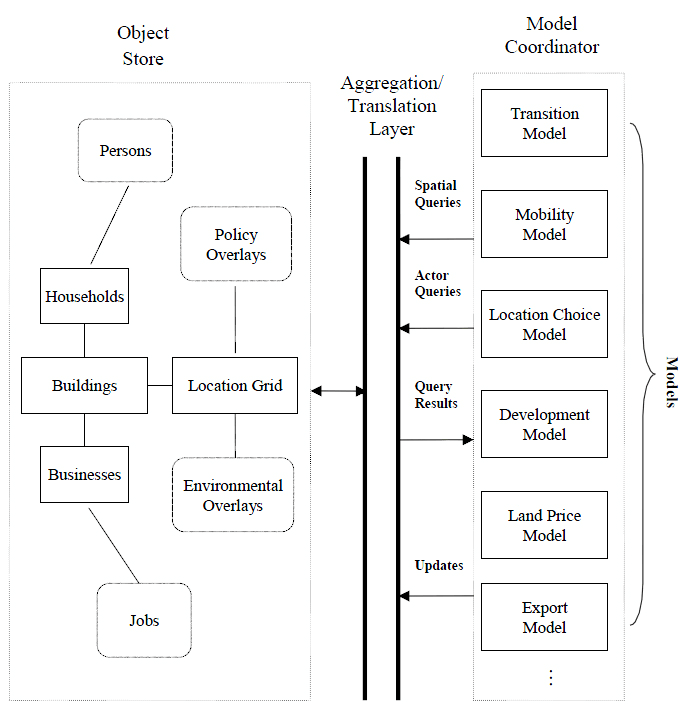 Object
Store
Persons
Policy
Overlays
Households
Buildings
Location Grid
Businesses
Environmental
Overlays
Jobs
Aggregation/
Translation
Layer
Spatial
Queries
Actor
Queries
Query
Results
Updates
Model
Coordinator
Transition
Model
Mobility
Model
Location Choice
Model
Development
Model
Land Price
Model
Export
Model
⋮
Models